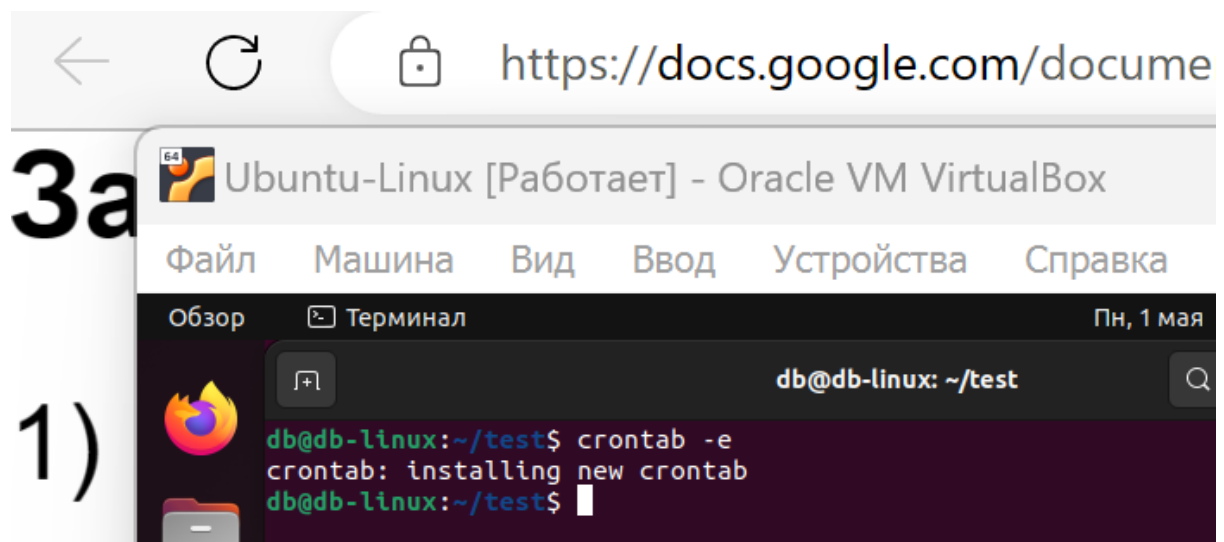 https://docs.google.com/docume
За
64
Ubuntu-Linux [Работает] - Oracle VM VirtualBox
Файл Машина Вид Ввод Устройства Справка
Обзор Терминал Пн, 1 мая
db@db-linux: ~/test
1)
db@db-linux:~/test$ crontab -e
crontab: installing new crontab
db@db-linux:~/test$